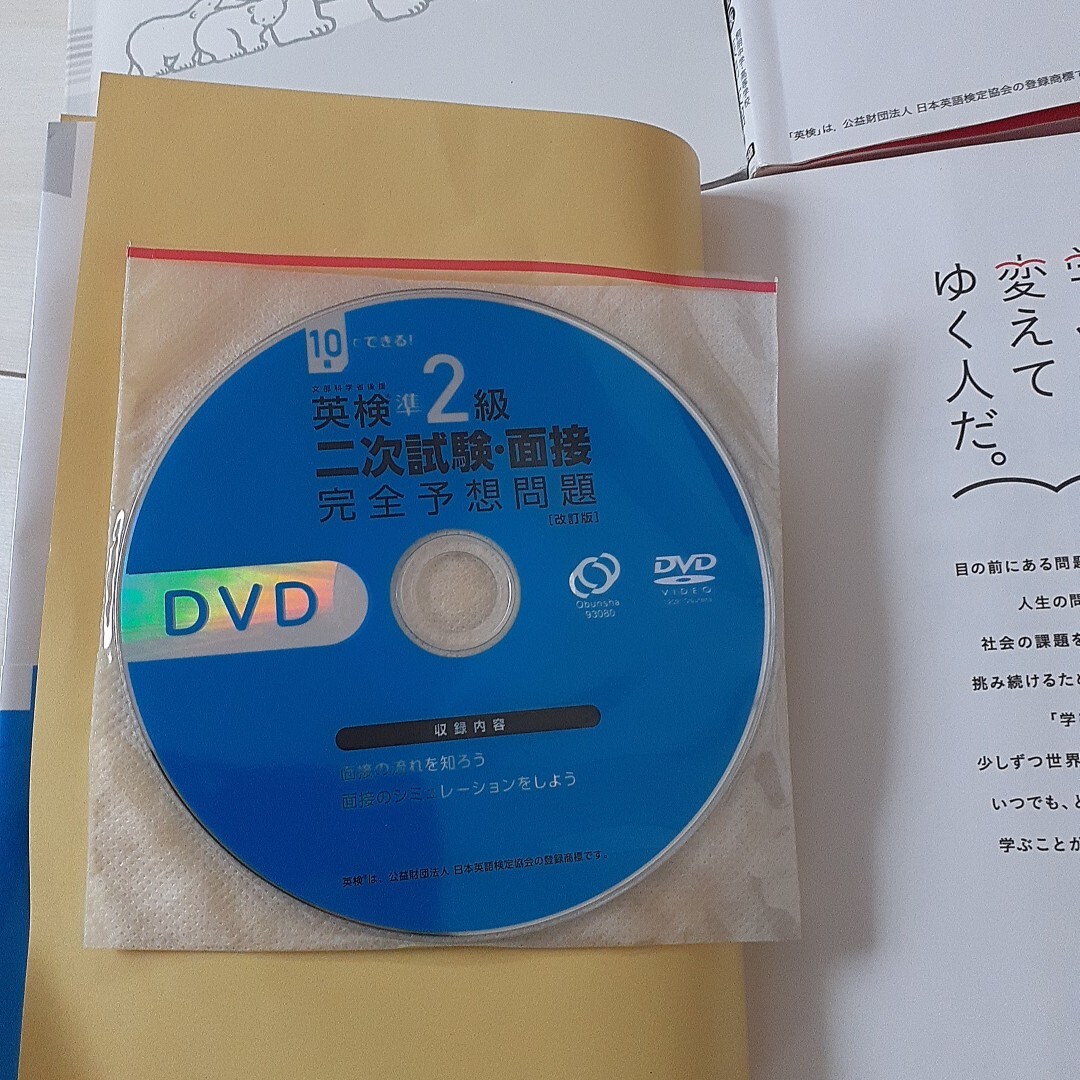 10日でできる!
文部科学省後援
英検準2級
二次試験・面接
完全予想問題
[改訂版]
DVD
Obunsha
93080
DVD
VIDEO
収録内容
面接の流れを知ろう
面接のシミュレーションをしよう
英検®は、公益財団法人 日本英語検定協会の登録商標です。
「英検」は、公益財団法人 日本英語検定協会の登録商標で
変えて
ゆく人だ。
目の前にある問題
人生の問
社会の課題を
挑み続けるため
「学
少しずつ世界
いつでも、ど
学ぶことが